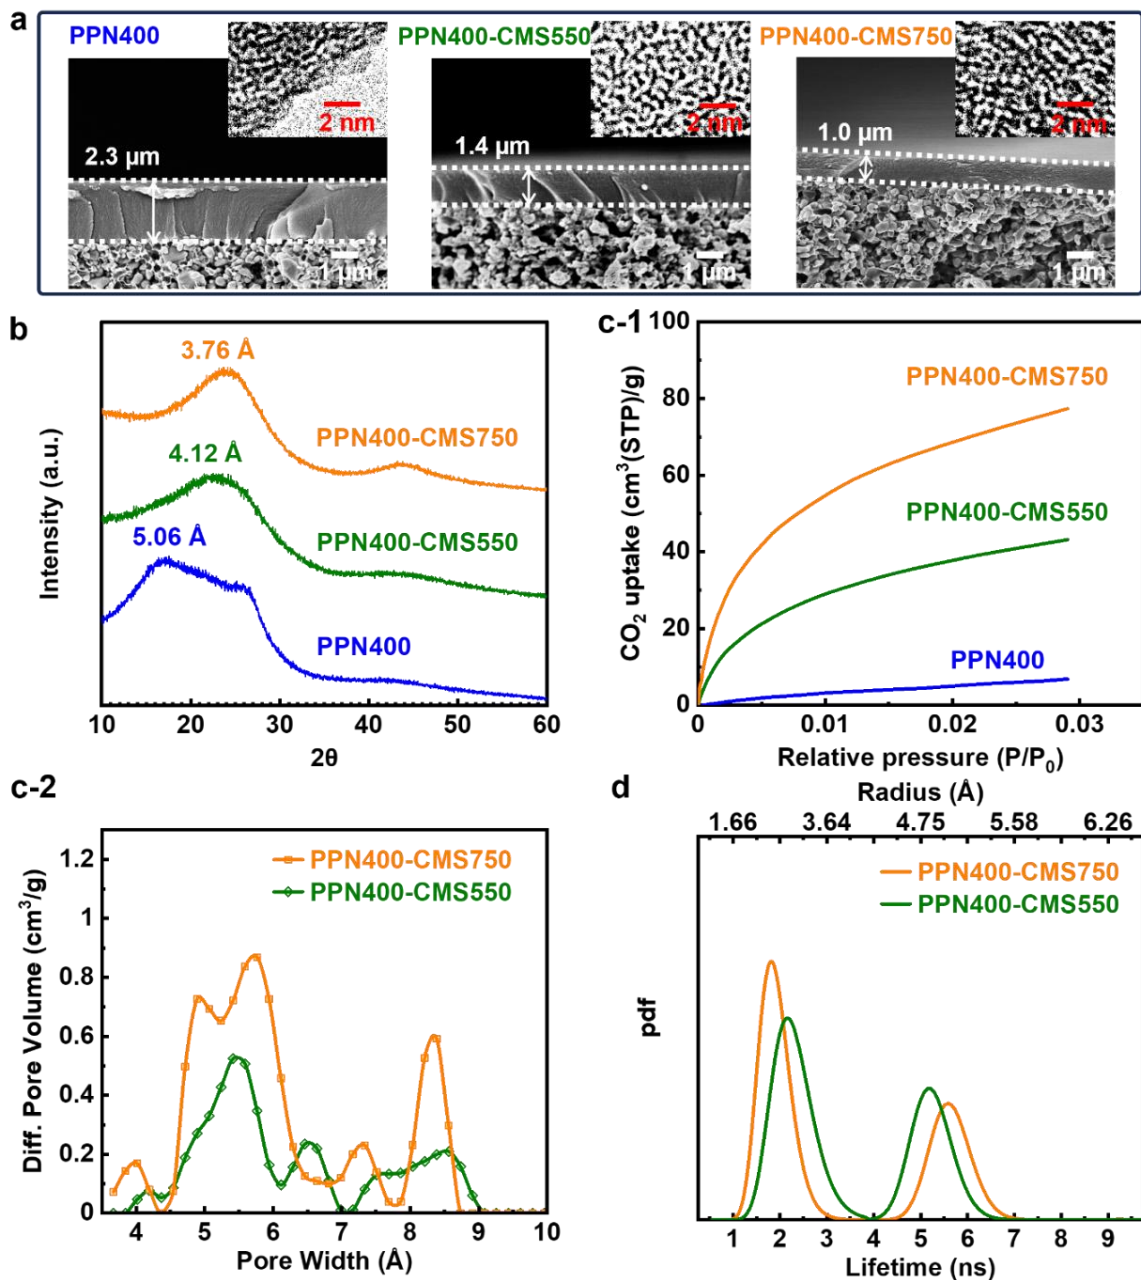 a
PPN400
PPN400-CMS550
PPN400-CMS750
2 nm
2 nm
2 nm
2.3 μm
1.4 μm
1.0 μm
1 μm
1 μm
1 μm
b
3.76 Å
PPN400-CMS750
4.12 Å
PPN400-CMS550
5.06 Å
PPN400
Intensity (a.u.)
10 20 30 40 50 60
2θ
c-1
100
80
60
40
20
0
CO₂ uptake (cm³(STP)/g)
PPN400-CMS750
PPN400-CMS550
PPN400
0 0.01 0.02 0.03
Relative pressure (P/P₀)
c-2
1.2
1
0.8
0.6
0.4
0.2
0
Diff. Pore Volume (cm³/g)
PPN400-CMS750
PPN400-CMS550
4 5 6 7 8 9 10
Pore Width (Å)
d
Radius (Å)
1.66 3.64 4.75 5.58 6.26
PPN400-CMS750
PPN400-CMS550
pdf
1 2 3 4 5 6 7 8 9
Lifetime (ns)